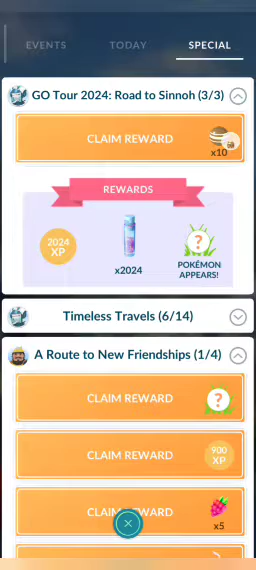 EVENTS
TODAY
SPECIAL
GO Tour 2024: Road to Sinnoh (3/3)
CLAIM REWARD
x10
REWARDS
2024
XP
x2024
?
POKÉMON
APPEARS!
Timeless Travels (6/14)
A Route to New Friendships (1/4)
CLAIM REWARD
?
CLAIM REWARD
900
XP
CLAIM REWARD
x5